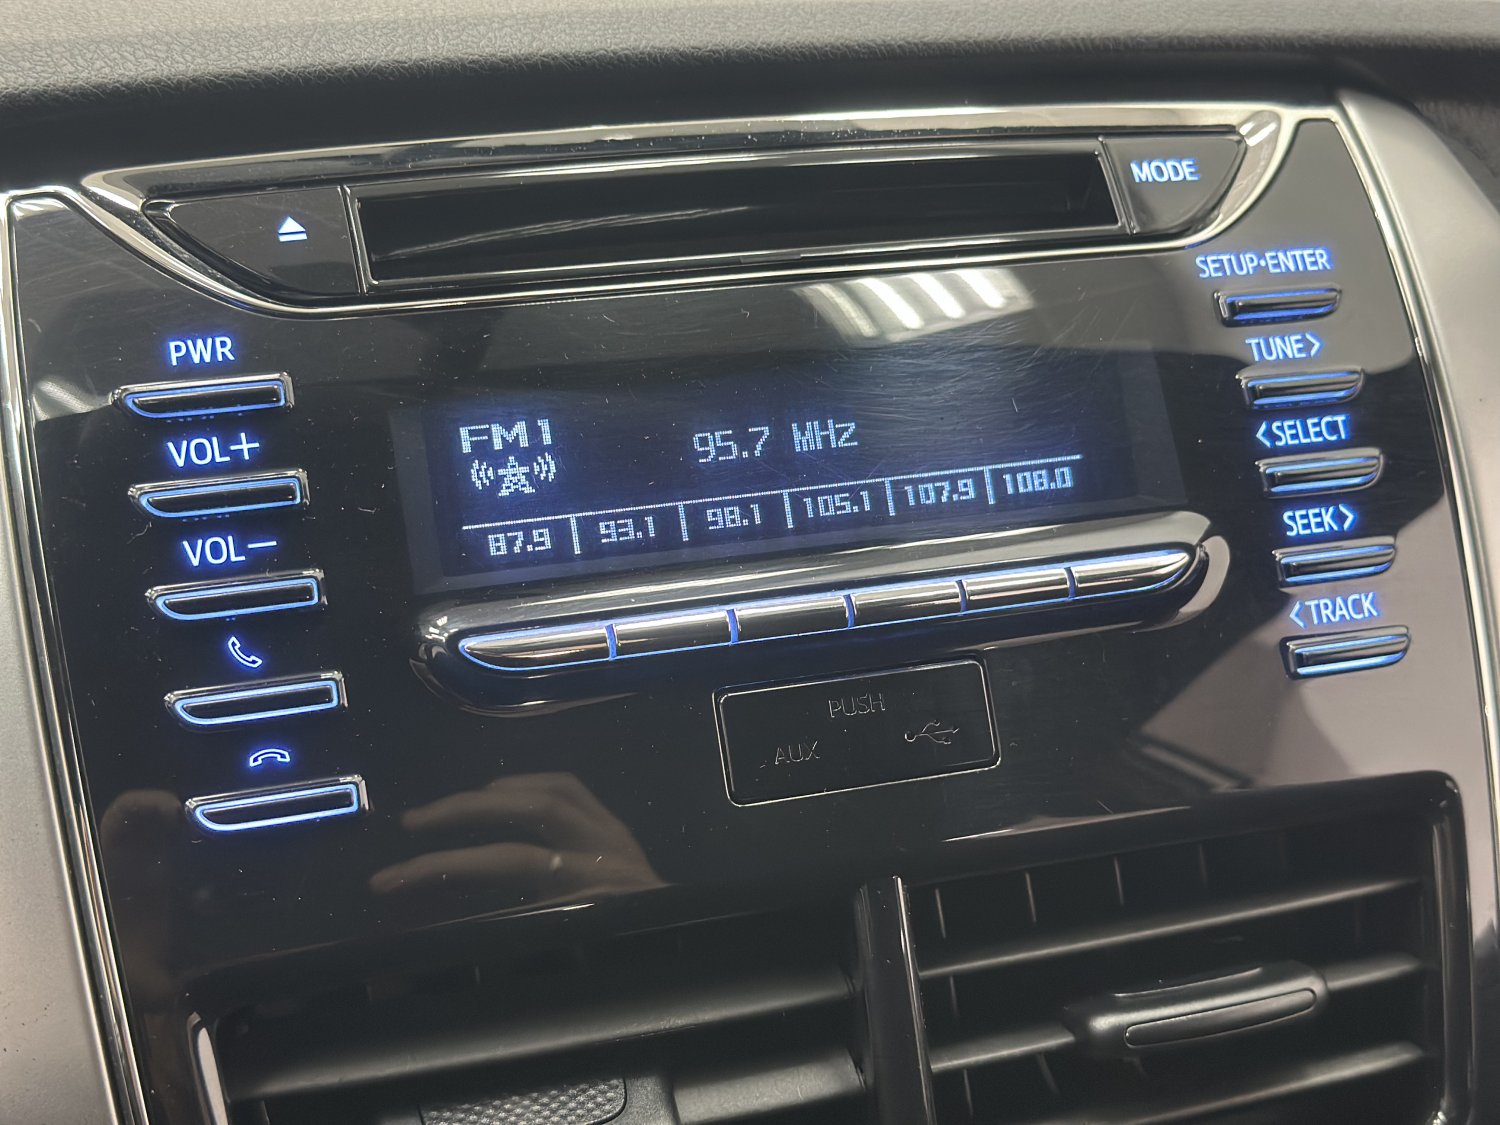 MODE
SETUP•ENTER
PWR
TUNE>
VOL+
<SELECT
FM1
95.7 MHz
87.9 93.1 98.1 105.1 107.9 108.0
SEEK>
VOL-
<TRACK
PUSH
AUX